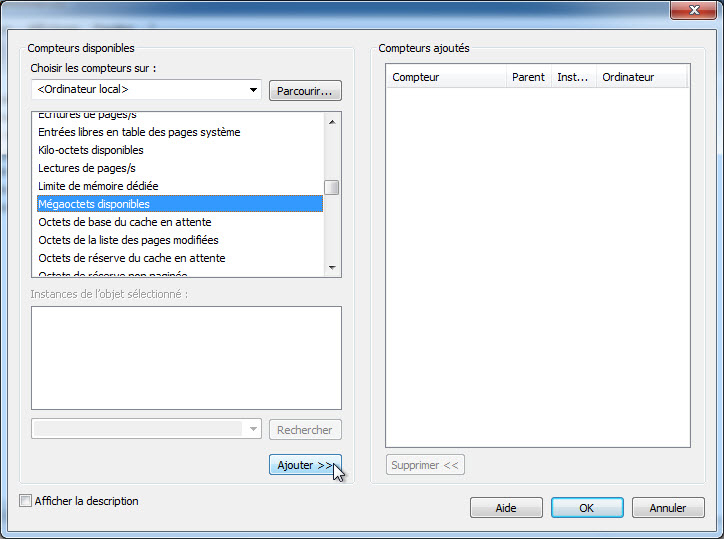 Compteurs disponibles
Choisir les compteurs sur :
<Ordinateur local>
Parcourir...
Écritures de pages/s
Entrées libres en table des pages système
Kilo-octets disponibles
Lectures de pages/s
Limite de mémoire dédiée
Mégaoctets disponibles
Octets de base du cache en attente
Octets de la liste des pages modifiées
Octets de réserve du cache en attente
Octets de réserve non paginée
Instances de l'objet sélectionné :
Rechercher
Ajouter >>
Afficher la description
Compteurs ajoutés
Compteur Parent Inst... Ordinateur
Supprimer <<
Aide OK Annuler